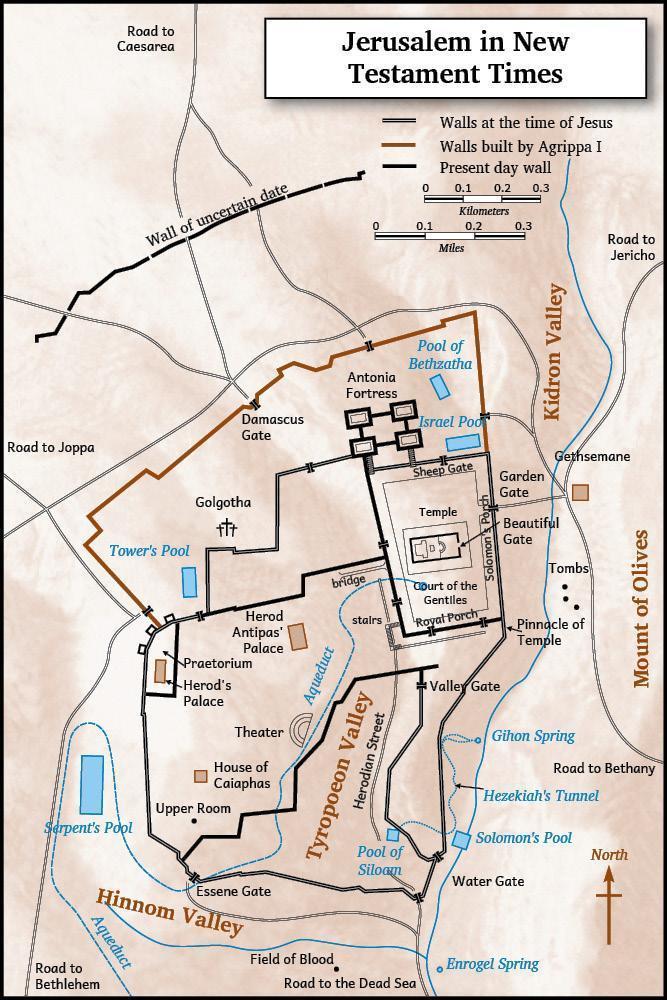 Road to
Caesarea
Jerusalem in New
Testament Times
Walls at the time of Jesus
Walls built by Agrippa I
Present day wall
0 0.1 0.2 0.3
Kilometers
0 0.1 0.2 0.3
Miles
Wall of uncertain date
Road to
Jericho
Kidron Valley
Pool of
Bethzatha
Antonia
Fortress
Israel Pool
Damascus
Gate
Road to Joppa
Gethsemane
Sheep Gate
Garden
Gate
Golgotha
Temple
Solomon's Porch
Beautiful
Gate
Tower's Pool
Mount of Olives
Tombs
bridge
Court of the
Gentiles
Herod
Antipas'
Palace
stairs
Royal Porch
Pinnacle of
Temple
Praetorium
Aqueduct
Herod's
Palace
Valley Gate
Theater
Tyropoeon Valley
Herodian Street
Gihon Spring
House of
Caiaphas
Road to Bethany
Hezekiah's Tunnel
Upper Room
Serpent's Pool
Pool of
Siloam
Solomon's Pool
North
Essene Gate
Water Gate
Hinnom Valley
Aqueduct
Field of Blood
Enrogel Spring
Road to
Bethlehem
Road to the Dead Sea